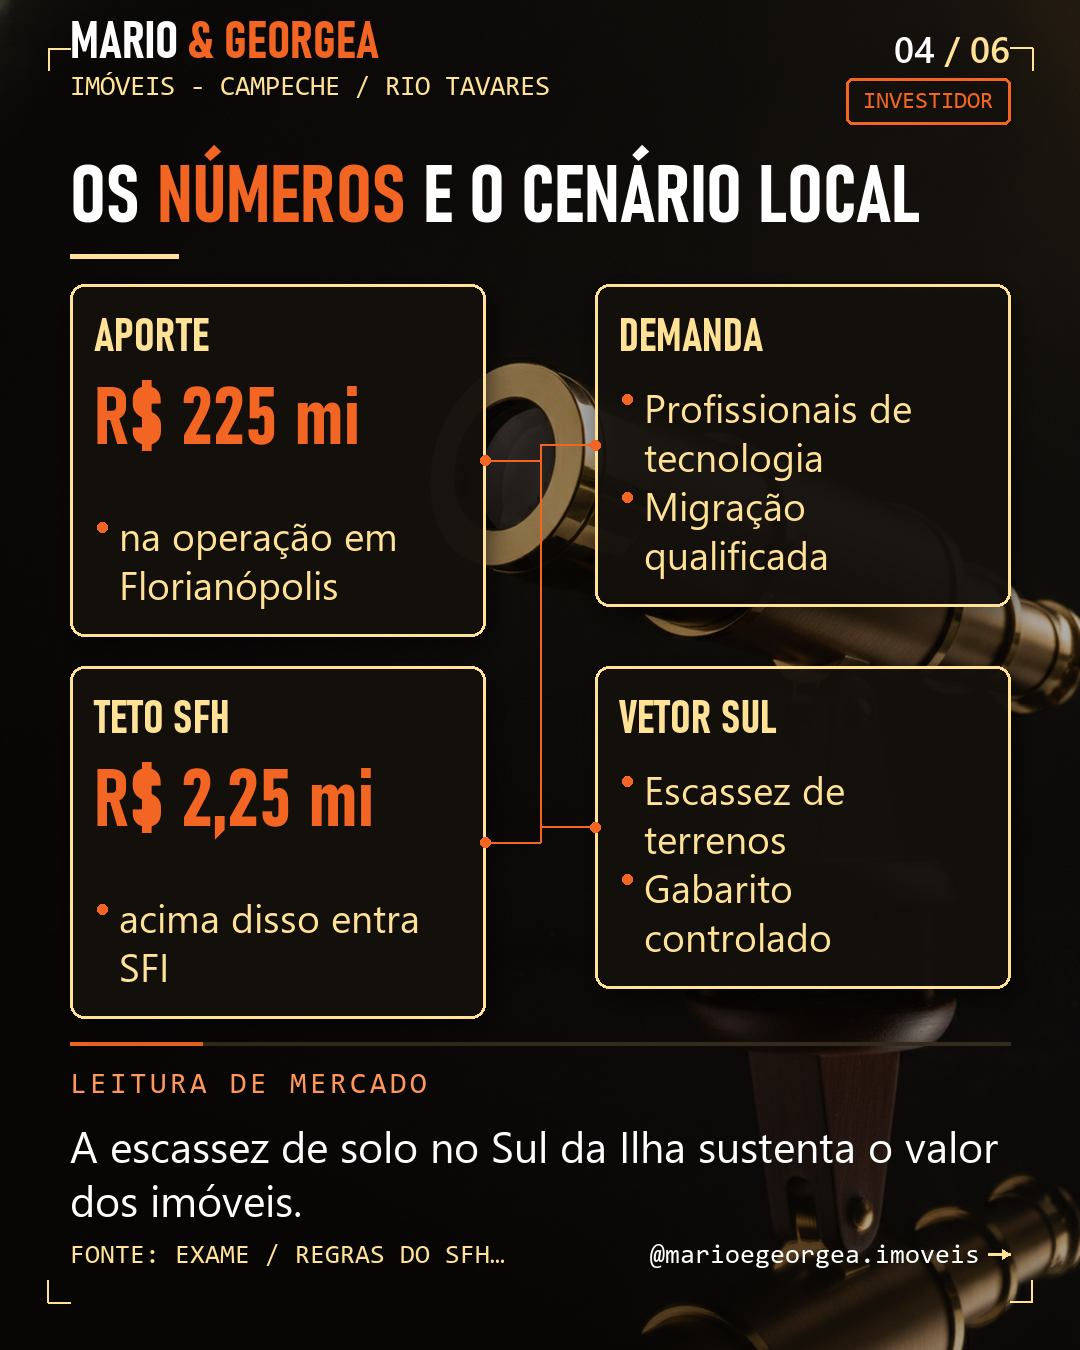 MARIO & GEORGEA
IMÓVEIS - CAMPECHE / RIO TAVARES
04 / 06
INVESTIDOR
OS NÚMEROS E O CENÁRIO LOCAL
APORTE
R$ 225 mi
• na operação em
Florianópolis
DEMANDA
• Profissionais de
tecnologia
• Migração
qualificada
TETO SFH
R$ 2,25 mi
• acima disso entra
SFI
VETOR SUL
• Escassez de
terrenos
• Gabarito
controlado
LEITURA DE MERCADO
A escassez de solo no Sul da Ilha sustenta o valor
dos imóveis.
FONTE: EXAME / REGRAS DO SFH…
@marioegeorgea.imoveis →